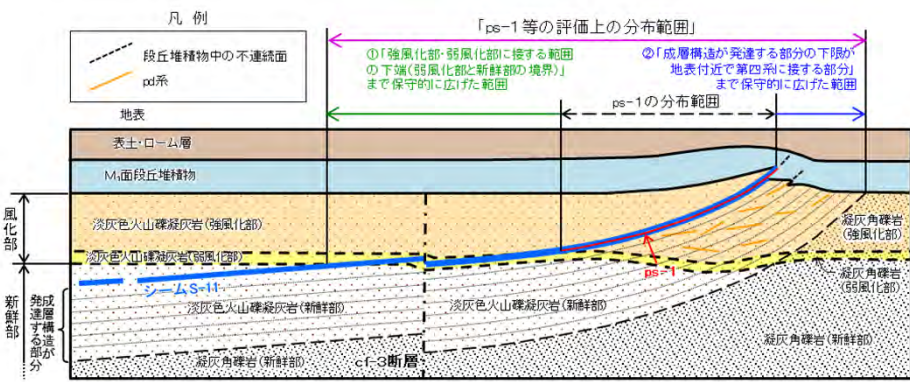 凡 例
段丘堆積物中の不連続面
pd系
「ps-1等の評価上の分布範囲」
①「強風化部・弱風化部に接する範囲
の下端(弱風化部と新鮮部の境界)」
まで保守的に広げた範囲
②「成層構造が発達する部分の下限が
地表付近で第四系に接する部分」
まで保守的に広げた範囲
ps-1の分布範囲
地表
表土・ローム層
M₁面段丘堆積物
風化部
淡灰色火山礫凝灰岩(強風化部)
淡灰色火山礫凝灰岩(弱風化部)
凝灰角礫岩
(強風化部)
凝灰角礫岩
(弱風化部)
ps-1
シームS-11
新鮮部
成層構造が
発達する部分
淡灰色火山礫凝灰岩(新鮮部)
淡灰色火山礫凝灰岩(新鮮部)
凝灰角礫岩(新鮮部)
凝灰角礫岩(新鮮部)
cf-3断層